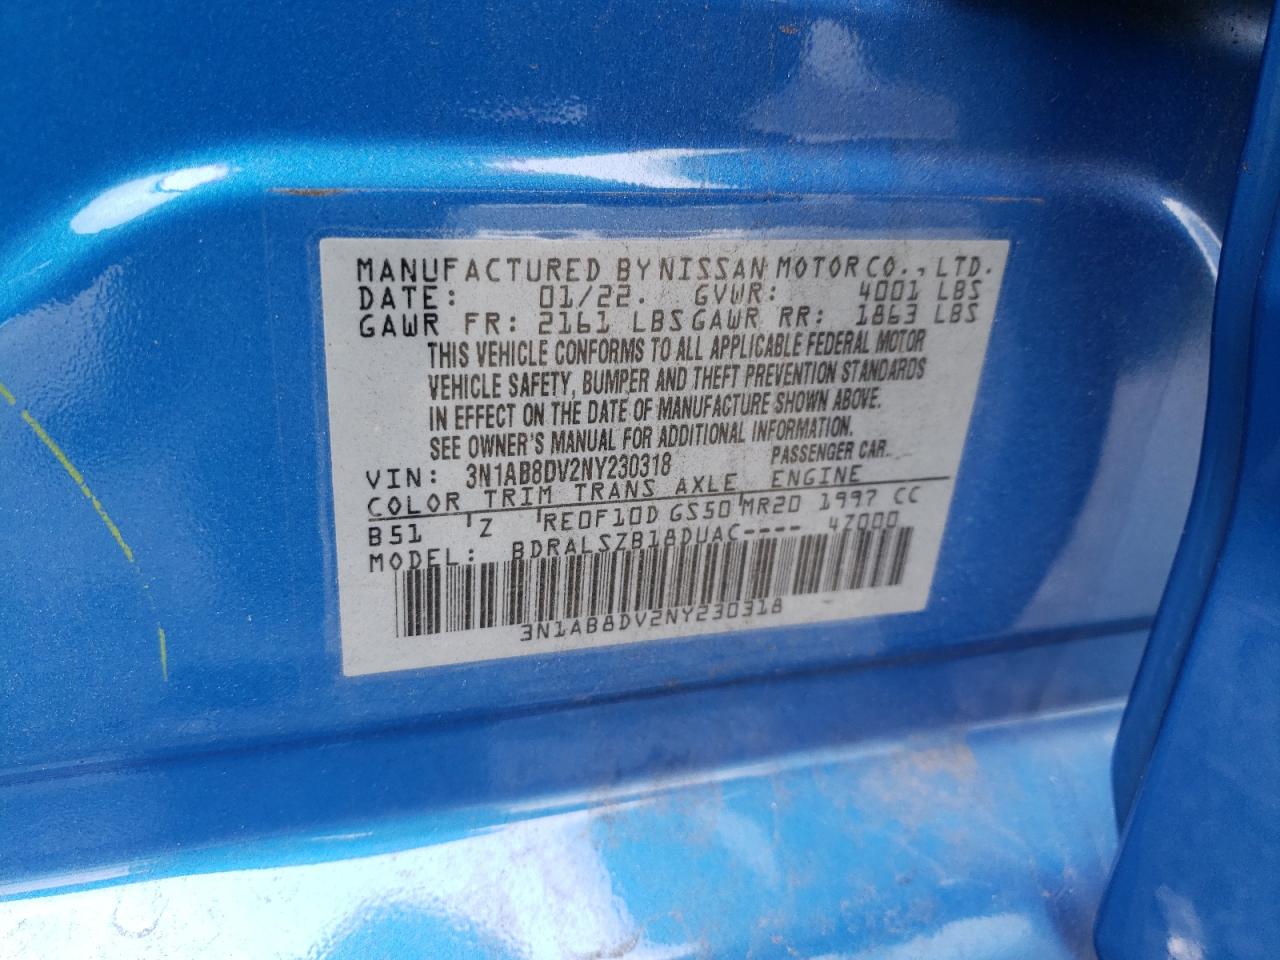 MANUFACTURED BY NISSAN MOTOR CO., LTD.
DATE: 01/22. GVWR: 4001 LBS
GAWR FR: 2161 LBS GAWR RR: 1863 LBS
THIS VEHICLE CONFORMS TO ALL APPLICABLE FEDERAL MOTOR
VEHICLE SAFETY, BUMPER AND THEFT PREVENTION STANDARDS
IN EFFECT ON THE DATE OF MANUFACTURE SHOWN ABOVE.
SEE OWNER'S MANUAL FOR ADDITIONAL INFORMATION.
VIN: 3N1AB8DV2NY230318 PASSENGER CAR
COLOR TRIM TRANS AXLE ENGINE
B51 Z RE0F10D GS50 MR20 1997 CC
MODEL: BDRALSZB18DUAC---- 4Z000
3N1AB8DV2NY230318